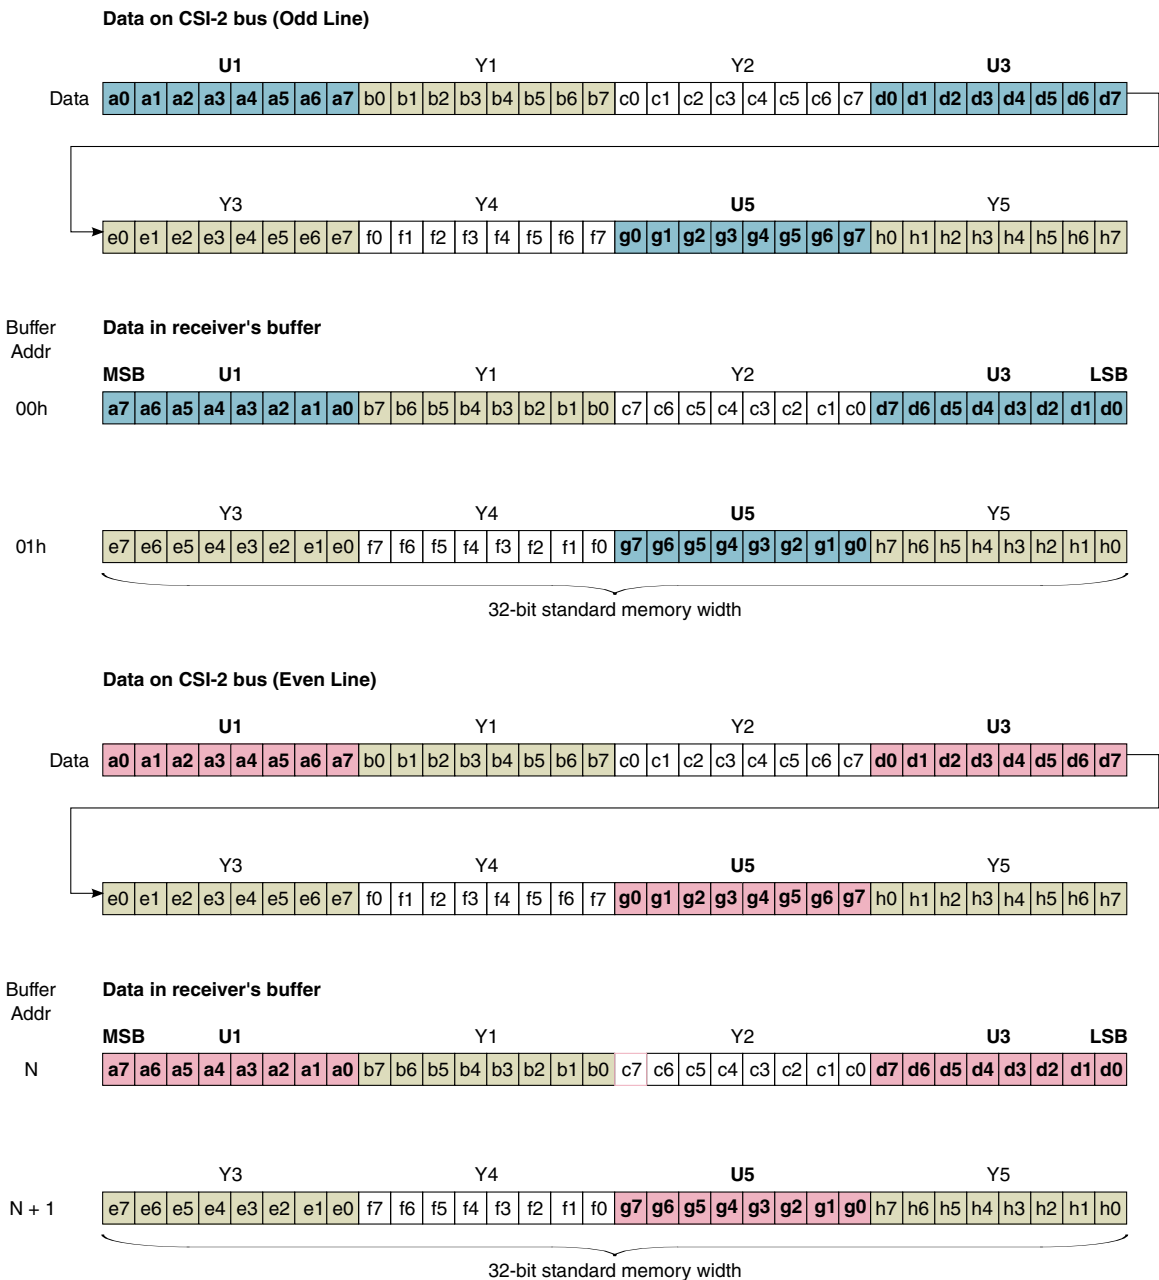 Data on CSI-2 bus (Odd Line)
U1 Y1 Y2 U3
Data a0 a1 a2 a3 a4 a5 a6 a7 b0 b1 b2 b3 b4 b5 b6 b7 c0 c1 c2 c3 c4 c5 c6 c7 d0 d1 d2 d3 d4 d5 d6 d7
Y3 Y4 U5 Y5
e0 e1 e2 e3 e4 e5 e6 e7 f0 f1 f2 f3 f4 f5 f6 f7 g0 g1 g2 g3 g4 g5 g6 g7 h0 h1 h2 h3 h4 h5 h6 h7
Buffer Addr
Data in receiver's buffer
MSB U1 Y1 Y2 U3 LSB
00h a7 a6 a5 a4 a3 a2 a1 a0 b7 b6 b5 b4 b3 b2 b1 b0 c7 c6 c5 c4 c3 c2 c1 c0 d7 d6 d5 d4 d3 d2 d1 d0
Y3 Y4 U5 Y5
01h e7 e6 e5 e4 e3 e2 e1 e0 f7 f6 f5 f4 f3 f2 f1 f0 g7 g6 g5 g4 g3 g2 g1 g0 h7 h6 h5 h4 h3 h2 h1 h0
32-bit standard memory width
Data on CSI-2 bus (Even Line)
U1 Y1 Y2 U3
Data a0 a1 a2 a3 a4 a5 a6 a7 b0 b1 b2 b3 b4 b5 b6 b7 c0 c1 c2 c3 c4 c5 c6 c7 d0 d1 d2 d3 d4 d5 d6 d7
Y3 Y4 U5 Y5
e0 e1 e2 e3 e4 e5 e6 e7 f0 f1 f2 f3 f4 f5 f6 f7 g0 g1 g2 g3 g4 g5 g6 g7 h0 h1 h2 h3 h4 h5 h6 h7
Buffer Addr
Data in receiver's buffer
MSB U1 Y1 Y2 U3 LSB
N a7 a6 a5 a4 a3 a2 a1 a0 b7 b6 b5 b4 b3 b2 b1 b0 c7 c6 c5 c4 c3 c2 c1 c0 d7 d6 d5 d4 d3 d2 d1 d0
Y3 Y4 U5 Y5
N + 1 e7 e6 e5 e4 e3 e2 e1 e0 f7 f6 f5 f4 f3 f2 f1 f0 g7 g6 g5 g4 g3 g2 g1 g0 h7 h6 h5 h4 h3 h2 h1 h0
32-bit standard memory width